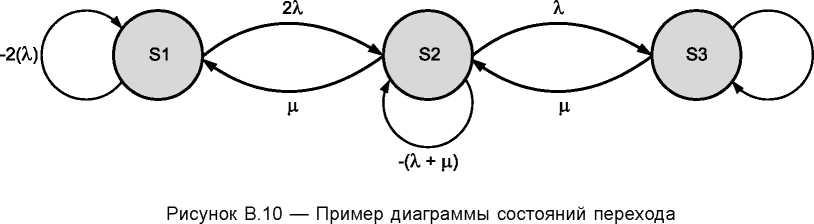 2λ
λ
-2(λ)
S1
S2
S3
μ
μ
-(λ + μ)
Рисунок В.10 — Пример диаграммы состояний перехода